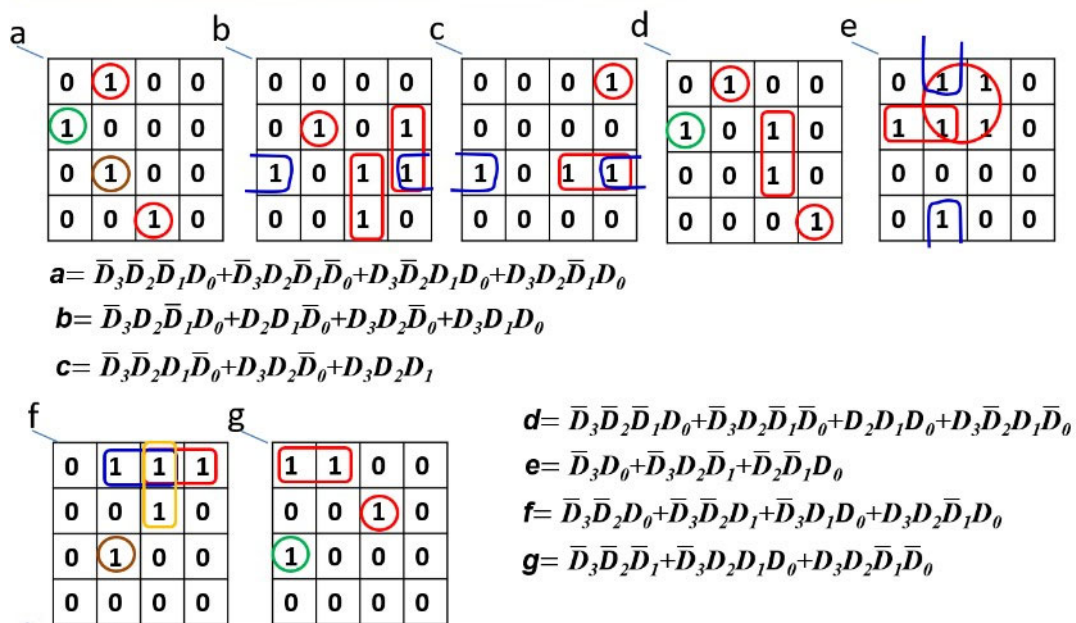 a b c d e
0 1 0 0 0 0 0 0 0 0 0 1 0 1 0 0 0 1 1 0
1 0 0 0 0 1 0 1 0 0 0 0 1 0 1 0 1 1 1 0
0 1 0 0 1 0 1 1 1 0 1 1 0 0 1 0 0 0 0 0
0 0 1 0 0 0 1 0 0 0 0 0 0 0 0 1 0 1 0 0
a= D̅₃D̅₂D̅₁D₀+D̅₃D₂D̅₁D̅₀+D₃D̅₂D₁D₀+D₃D₂D̅₁D₀
b= D̅₃D₂D̅₁D₀+D₂D₁D̅₀+D₃D₂D̅₀+D₃D₁D₀
c= D̅₃D̅₂D₁D̅₀+D₃D₂D̅₀+D₃D₂D₁
f g
0 1 1 1 1 1 0 0
0 0 1 0 0 0 1 0
0 1 0 0 1 0 0 0
0 0 0 0 0 0 0 0
d= D̅₃D̅₂D̅₁D₀+D̅₃D₂D̅₁D̅₀+D₂D₁D₀+D₃D̅₂D₁D̅₀
e= D̅₃D₀+D̅₃D₂D̅₁+D̅₂D̅₁D₀
f= D̅₃D̅₂D₀+D̅₃D̅₂D₁+D̅₃D₁D₀+D₃D₂D̅₁D₀
g= D̅₃D̅₂D̅₁+D̅₃D₂D₁D₀+D₃D₂D̅₁D̅₀